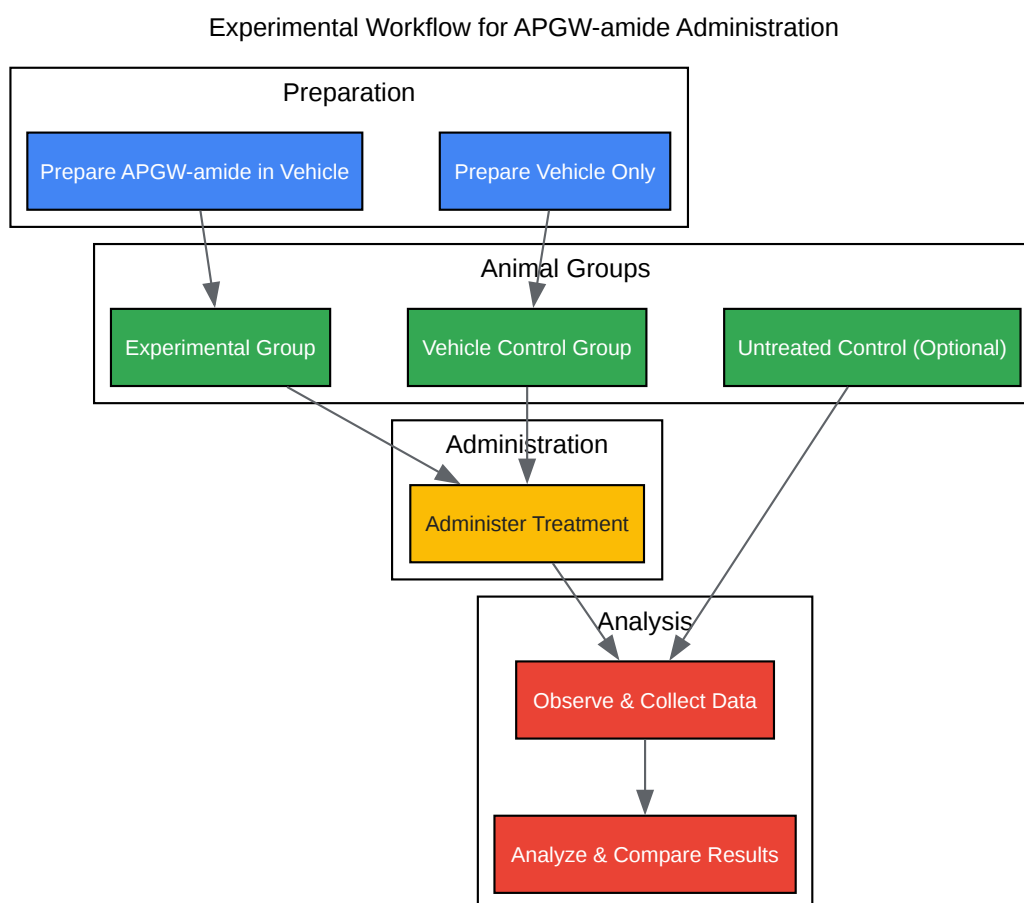 Experimental Workflow for APGW-amide Administration
Preparation
Prepare APGW-amide in Vehicle
Prepare Vehicle Only
Animal Groups
Experimental Group
Vehicle Control Group
Untreated Control (Optional)
Administration
Administer Treatment
Analysis
Observe & Collect Data
Analyze & Compare Results